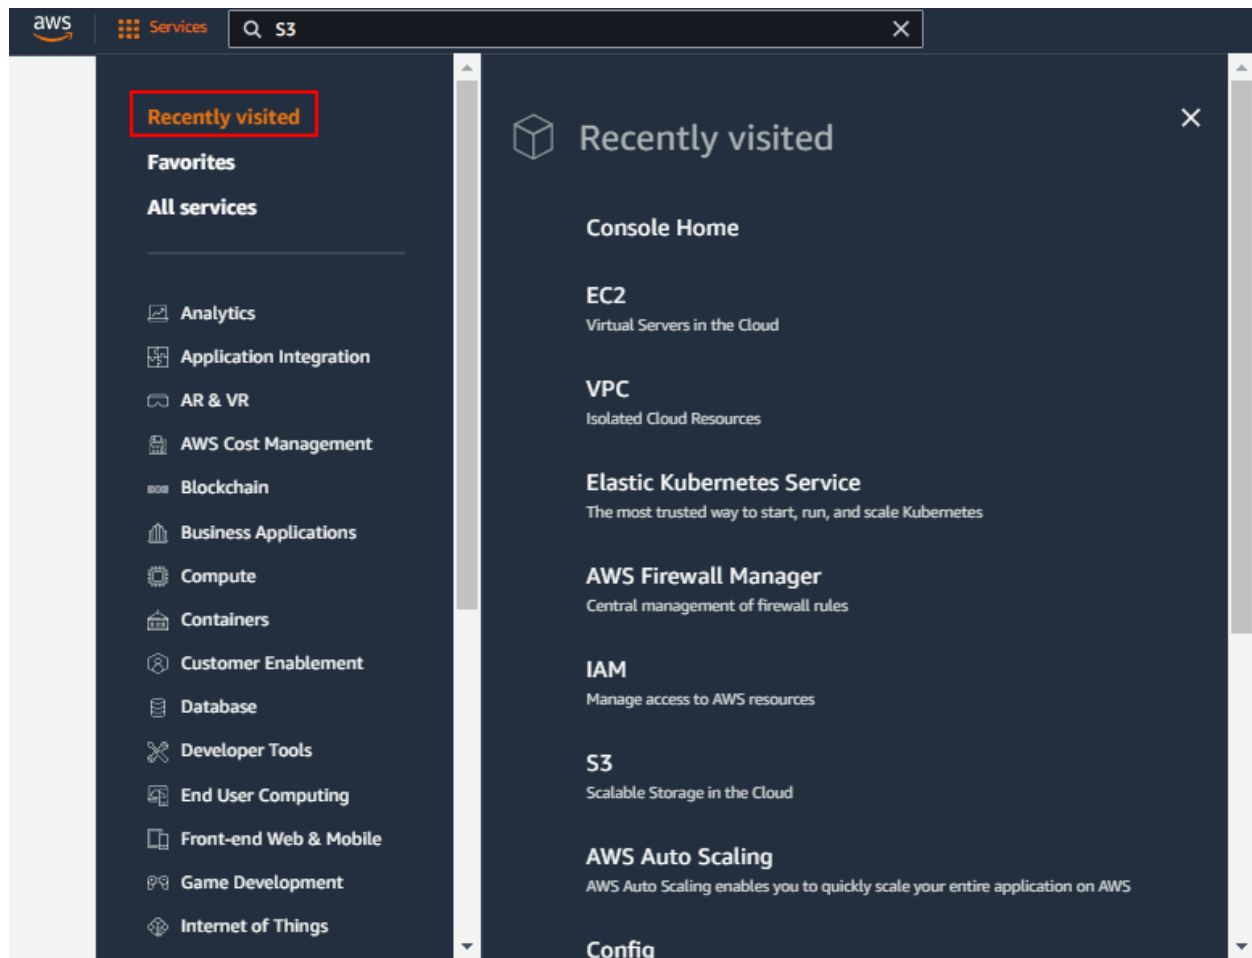 aws
Services
S3
Recently visited
Favorites
All services
Analytics
Application Integration
AR & VR
AWS Cost Management
Blockchain
Business Applications
Compute
Containers
Customer Enablement
Database
Developer Tools
End User Computing
Front-end Web & Mobile
Game Development
Internet of Things
Recently visited
Console Home
EC2
Virtual Servers in the Cloud
VPC
Isolated Cloud Resources
Elastic Kubernetes Service
The most trusted way to start, run, and scale Kubernetes
AWS Firewall Manager
Central management of firewall rules
IAM
Manage access to AWS resources
S3
Scalable Storage in the Cloud
AWS Auto Scaling
AWS Auto Scaling enables you to quickly scale your entire application on AWS
Config